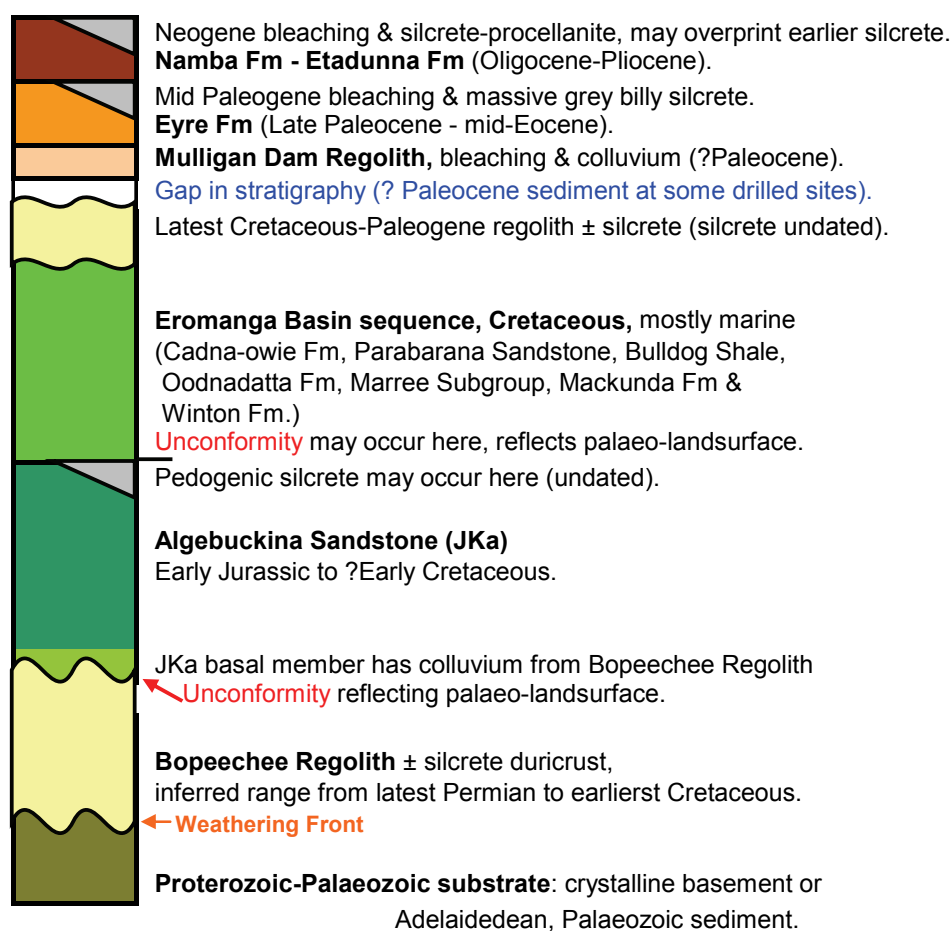 Neogene bleaching & silcrete-procellanite, may overprint earlier silcrete.
Namba Fm - Etadunna Fm (Oligocene-Pliocene).
Mid Paleogene bleaching & massive grey billy silcrete.
Eyre Fm (Late Paleocene - mid-Eocene).
Mulligan Dam Regolith, bleaching & colluvium (?Paleocene).
Gap in stratigraphy (? Paleocene sediment at some drilled sites).
Latest Cretaceous-Paleogene regolith ± silcrete (silcrete undated).
Eromanga Basin sequence, Cretaceous, mostly marine
(Cadna-owie Fm, Parabarana Sandstone, Bulldog Shale,
Oodnadatta Fm, Marree Subgroup, Mackunda Fm &
Winton Fm.)
Unconformity may occur here, reflects palaeo-landsurface.
Pedogenic silcrete may occur here (undated).
Algebuckina Sandstone (JKa)
Early Jurassic to ?Early Cretaceous.
JKa basal member has colluvium from Bopeechee Regolith
Unconformity reflecting palaeo-landsurface.
Bopeechee Regolith ± silcrete duricrust,
inferred range from latest Permian to earlierst Cretaceous.
Weathering Front
Proterozoic-Palaeozoic substrate: crystalline basement or
Adelaidedean, Palaeozoic sediment.